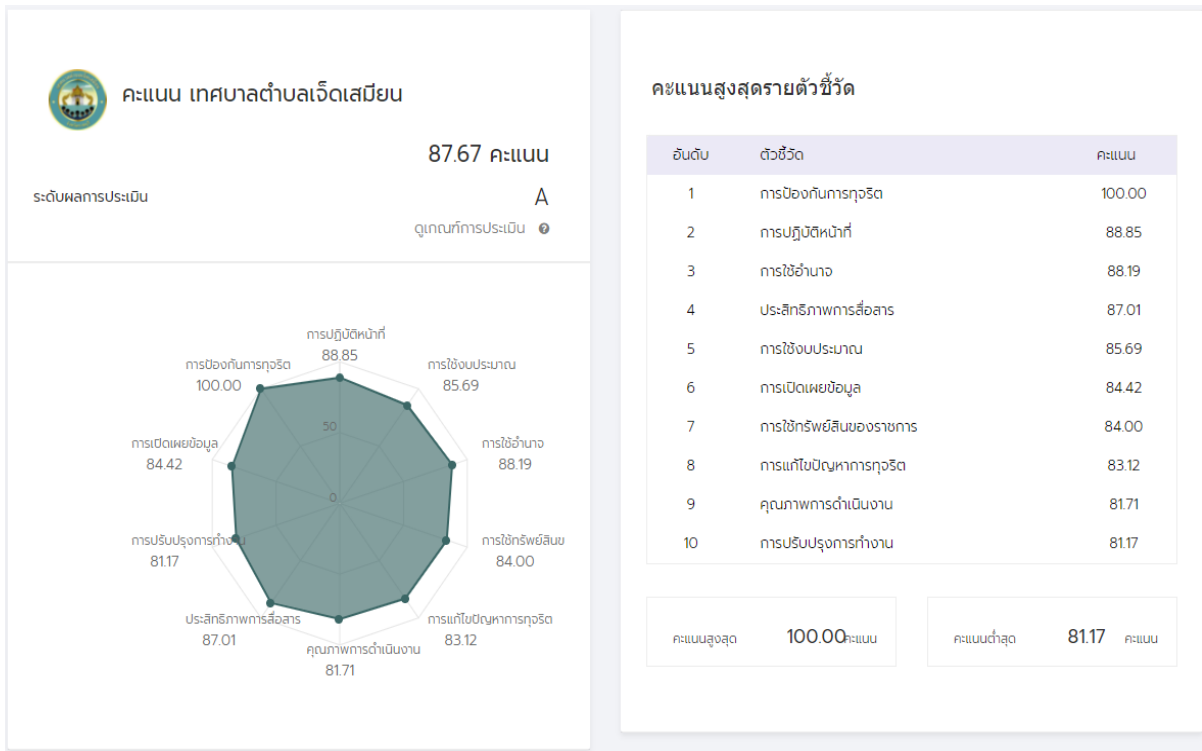 คะแนน เทศบาลตำบลเจ็ดเสมียน
87.67 คะแนน
ระดับผลการประเมิน A
ดูเกณฑ์การประเมิน
การปฏิบัติหน้าที่
88.85
การป้องกันการทุจริต
100.00
การใช้งบประมาณ
85.69
50
การเปิดเผยข้อมูล
84.42
การใช้อำนาจ
88.19
0
การปรับปรุงการทำงาน
81.17
การใช้ทรัพย์สินข
84.00
ประสิทธิภาพการสื่อสาร
87.01
การแก้ไขปัญหาการทุจริต
83.12
คุณภาพการดำเนินงาน
81.71
คะแนนสูงสุดรายตัวชี้วัด
อันดับ ตัวชี้วัด คะแนน
1 การป้องกันการทุจริต 100.00
2 การปฏิบัติหน้าที่ 88.85
3 การใช้อำนาจ 88.19
4 ประสิทธิภาพการสื่อสาร 87.01
5 การใช้งบประมาณ 85.69
6 การเปิดเผยข้อมูล 84.42
7 การใช้ทรัพย์สินของราชการ 84.00
8 การแก้ไขปัญหาการทุจริต 83.12
9 คุณภาพการดำเนินงาน 81.71
10 การปรับปรุงการทำงาน 81.17
คะแนนสูงสุด 100.00 คะแนน
คะแนนต่ำสุด 81.17 คะแนน